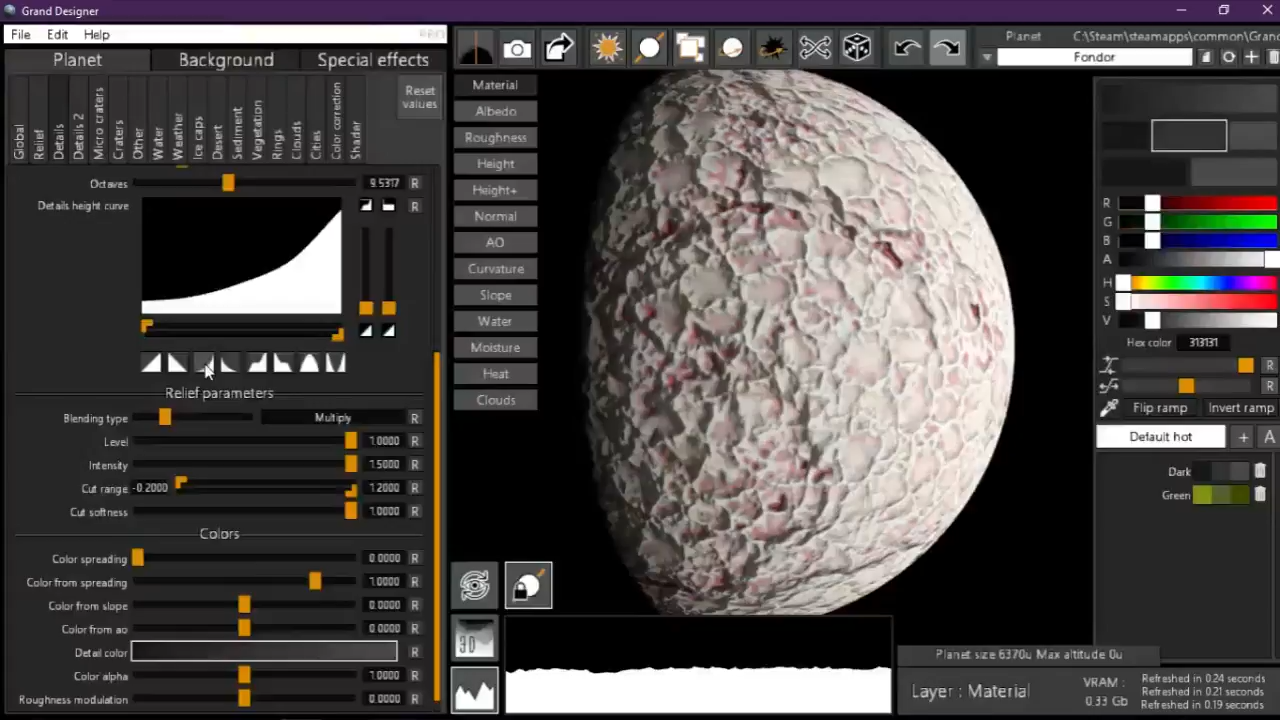 Grand Designer
File Edit Help
Planet Background Special effects
Global
Relief
Details
Details 2
Micro craters
Craters
Other
Water
Weather
Ice caps
Desert
Sediment
Vegetation
Rings
Clouds
Cities
Color correction
Shader
Reset values
Octaves 9.5317 R
Details height curve R
Relief parameters
Blending type Multiply R
Level 1.0000 R
Intensity 1.5000 R
Cut range -0.2000 1.2000 R
Cut softness 1.0000 R
Colors
Color spreading 0.0000 R
Color from spreading 1.0000 R
Color from slope 0.0000 R
Color from ao 0.0000 R
Detail color R
Color alpha 1.0000 R
Roughness modulation 0.0000 R
Material
Albedo
Roughness
Height
Height+
Normal
AO
Curvature
Slope
Water
Moisture
Heat
Clouds
3D
Planet C:\Steam\steamapps\common\Grand
Fondor
R
G
B
A
H
S
V
Hex color 313131
R
R
Flip ramp Invert ramp
Default hot + A
Dark
Green
Planet size 6370u Max altitude 0u
Layer : Material
VRAM :
0.33 Gb
Refreshed in 0.24 seconds
Refreshed in 0.21 seconds
Refreshed in 0.19 seconds